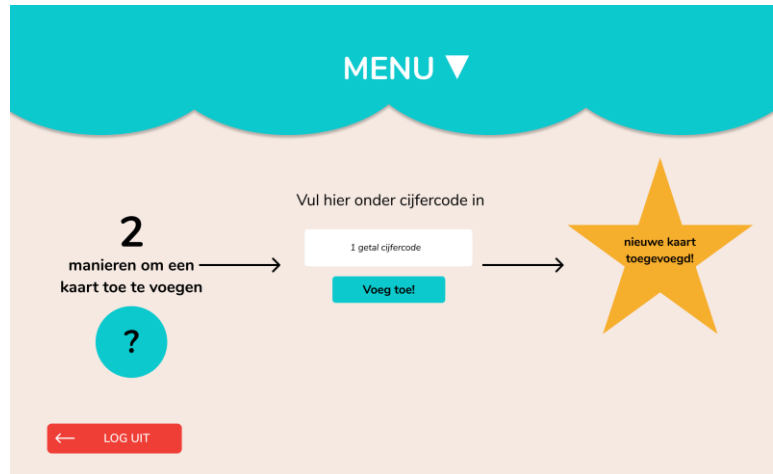 MENU ▼
2
manieren om een
kaart toe te voegen
?
Vul hier onder cijfercode in
1 getal cijfercode
Voeg toe!
nieuwe kaart
toegevoegd!
LOG UIT